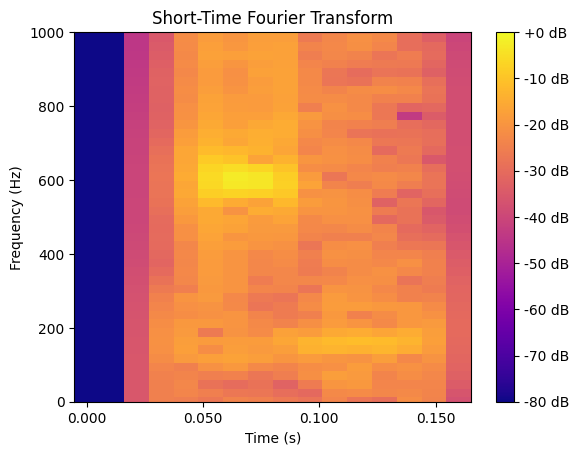 Short-Time Fourier Transform
1000
800
600
400
200
0
Frequency (Hz)
0.000
0.050
0.100
0.150
Time (s)
+0 dB
-10 dB
-20 dB
-30 dB
-40 dB
-50 dB
-60 dB
-70 dB
-80 dB